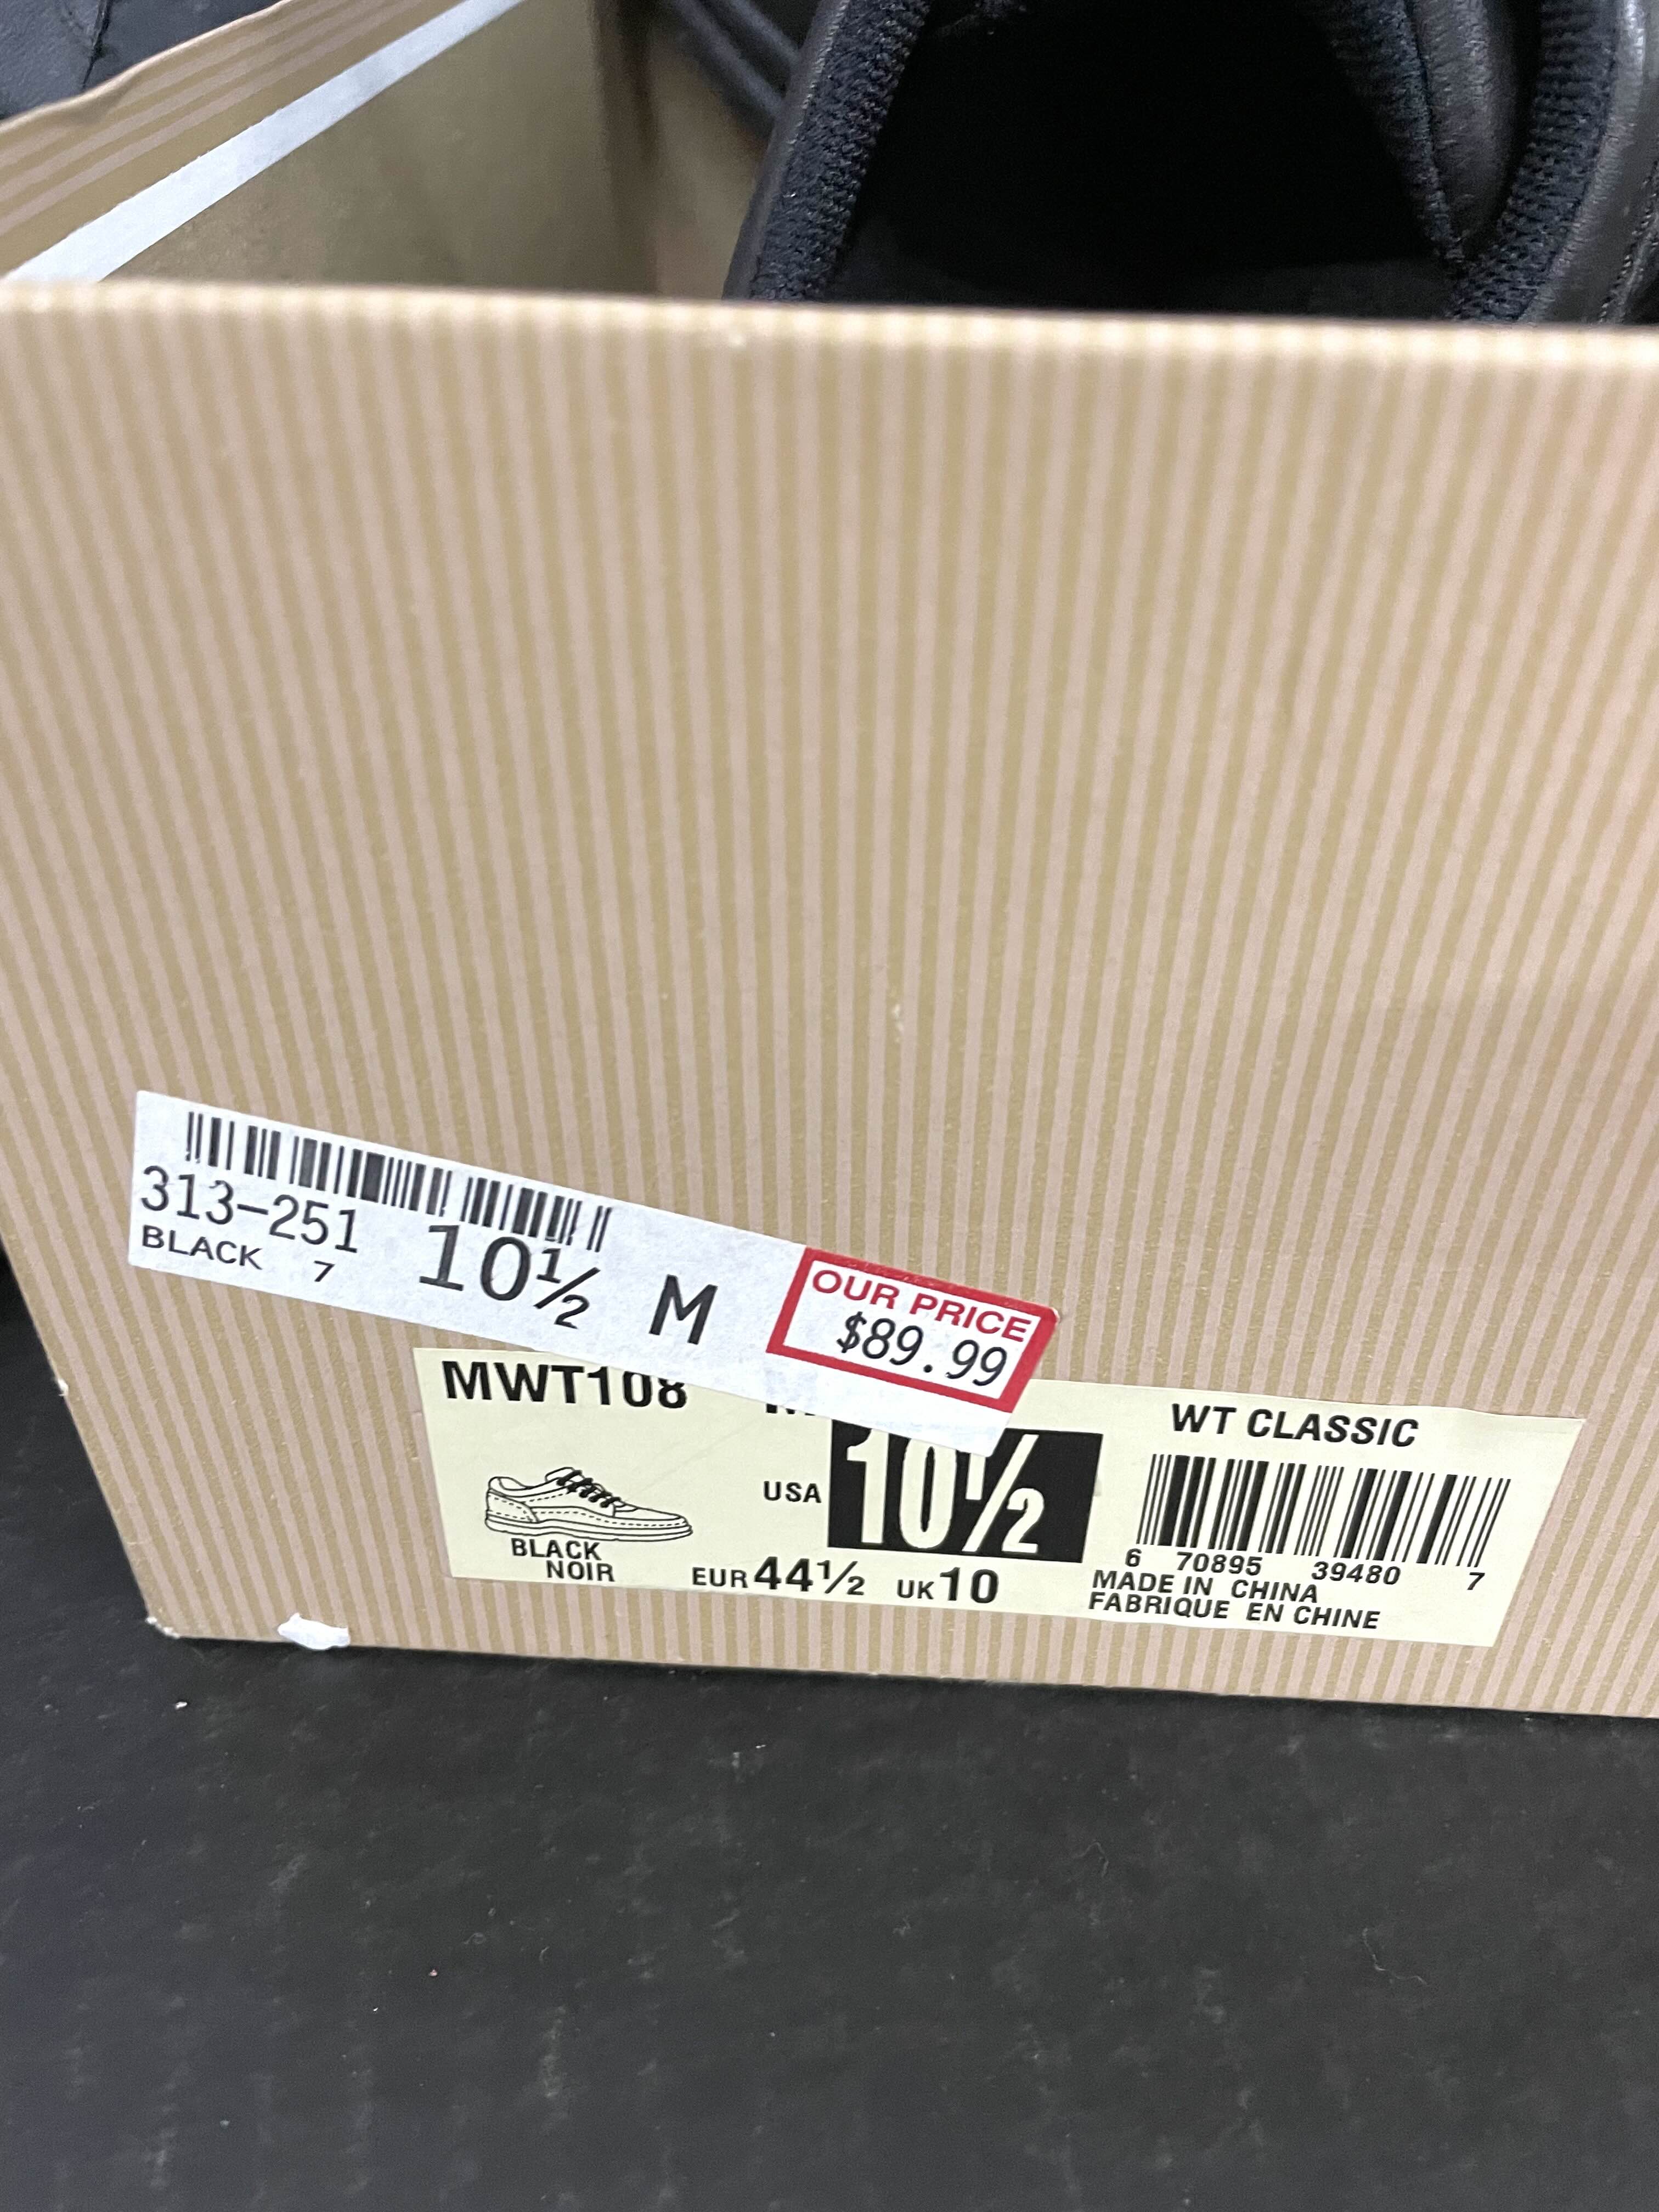 313-251
BLACK 7
10½ M
OUR PRICE
$89.99
MWT108
WT CLASSIC
USA 10½
BLACK
NOIR
EUR 44½ UK 10
6 70895 39480 7
MADE IN CHINA
FABRIQUE EN CHINE